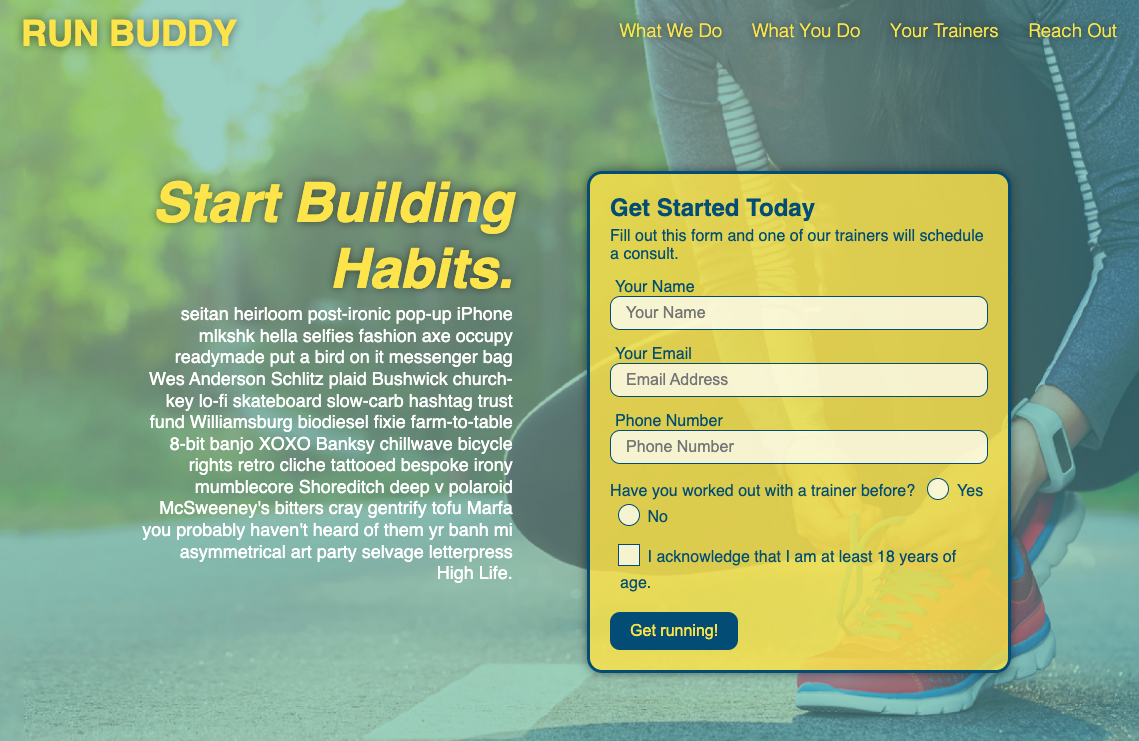 RUN BUDDY
What We Do
What You Do
Your Trainers
Reach Out
Start Building
Habits.
seitan heirloom post-ironic pop-up iPhone
mlkshk hella selfies fashion axe occupy
readymade put a bird on it messenger bag
Wes Anderson Schlitz plaid Bushwick church-
key lo-fi skateboard slow-carb hashtag trust
fund Williamsburg biodiesel fixie farm-to-table
8-bit banjo XOXO Banksy chillwave bicycle
rights retro cliche tattooed bespoke irony
mumblecore Shoreditch deep v polaroid
McSweeney's bitters cray gentrify tofu Marfa
you probably haven't heard of them yr banh mi
asymmetrical art party selvage letterpress
High Life.
Get Started Today
Fill out this form and one of our trainers will schedule
a consult.
Your Name
Your Name
Your Email
Email Address
Phone Number
Phone Number
Have you worked out with a trainer before? Yes
No
I acknowledge that I am at least 18 years of
age.
Get running!